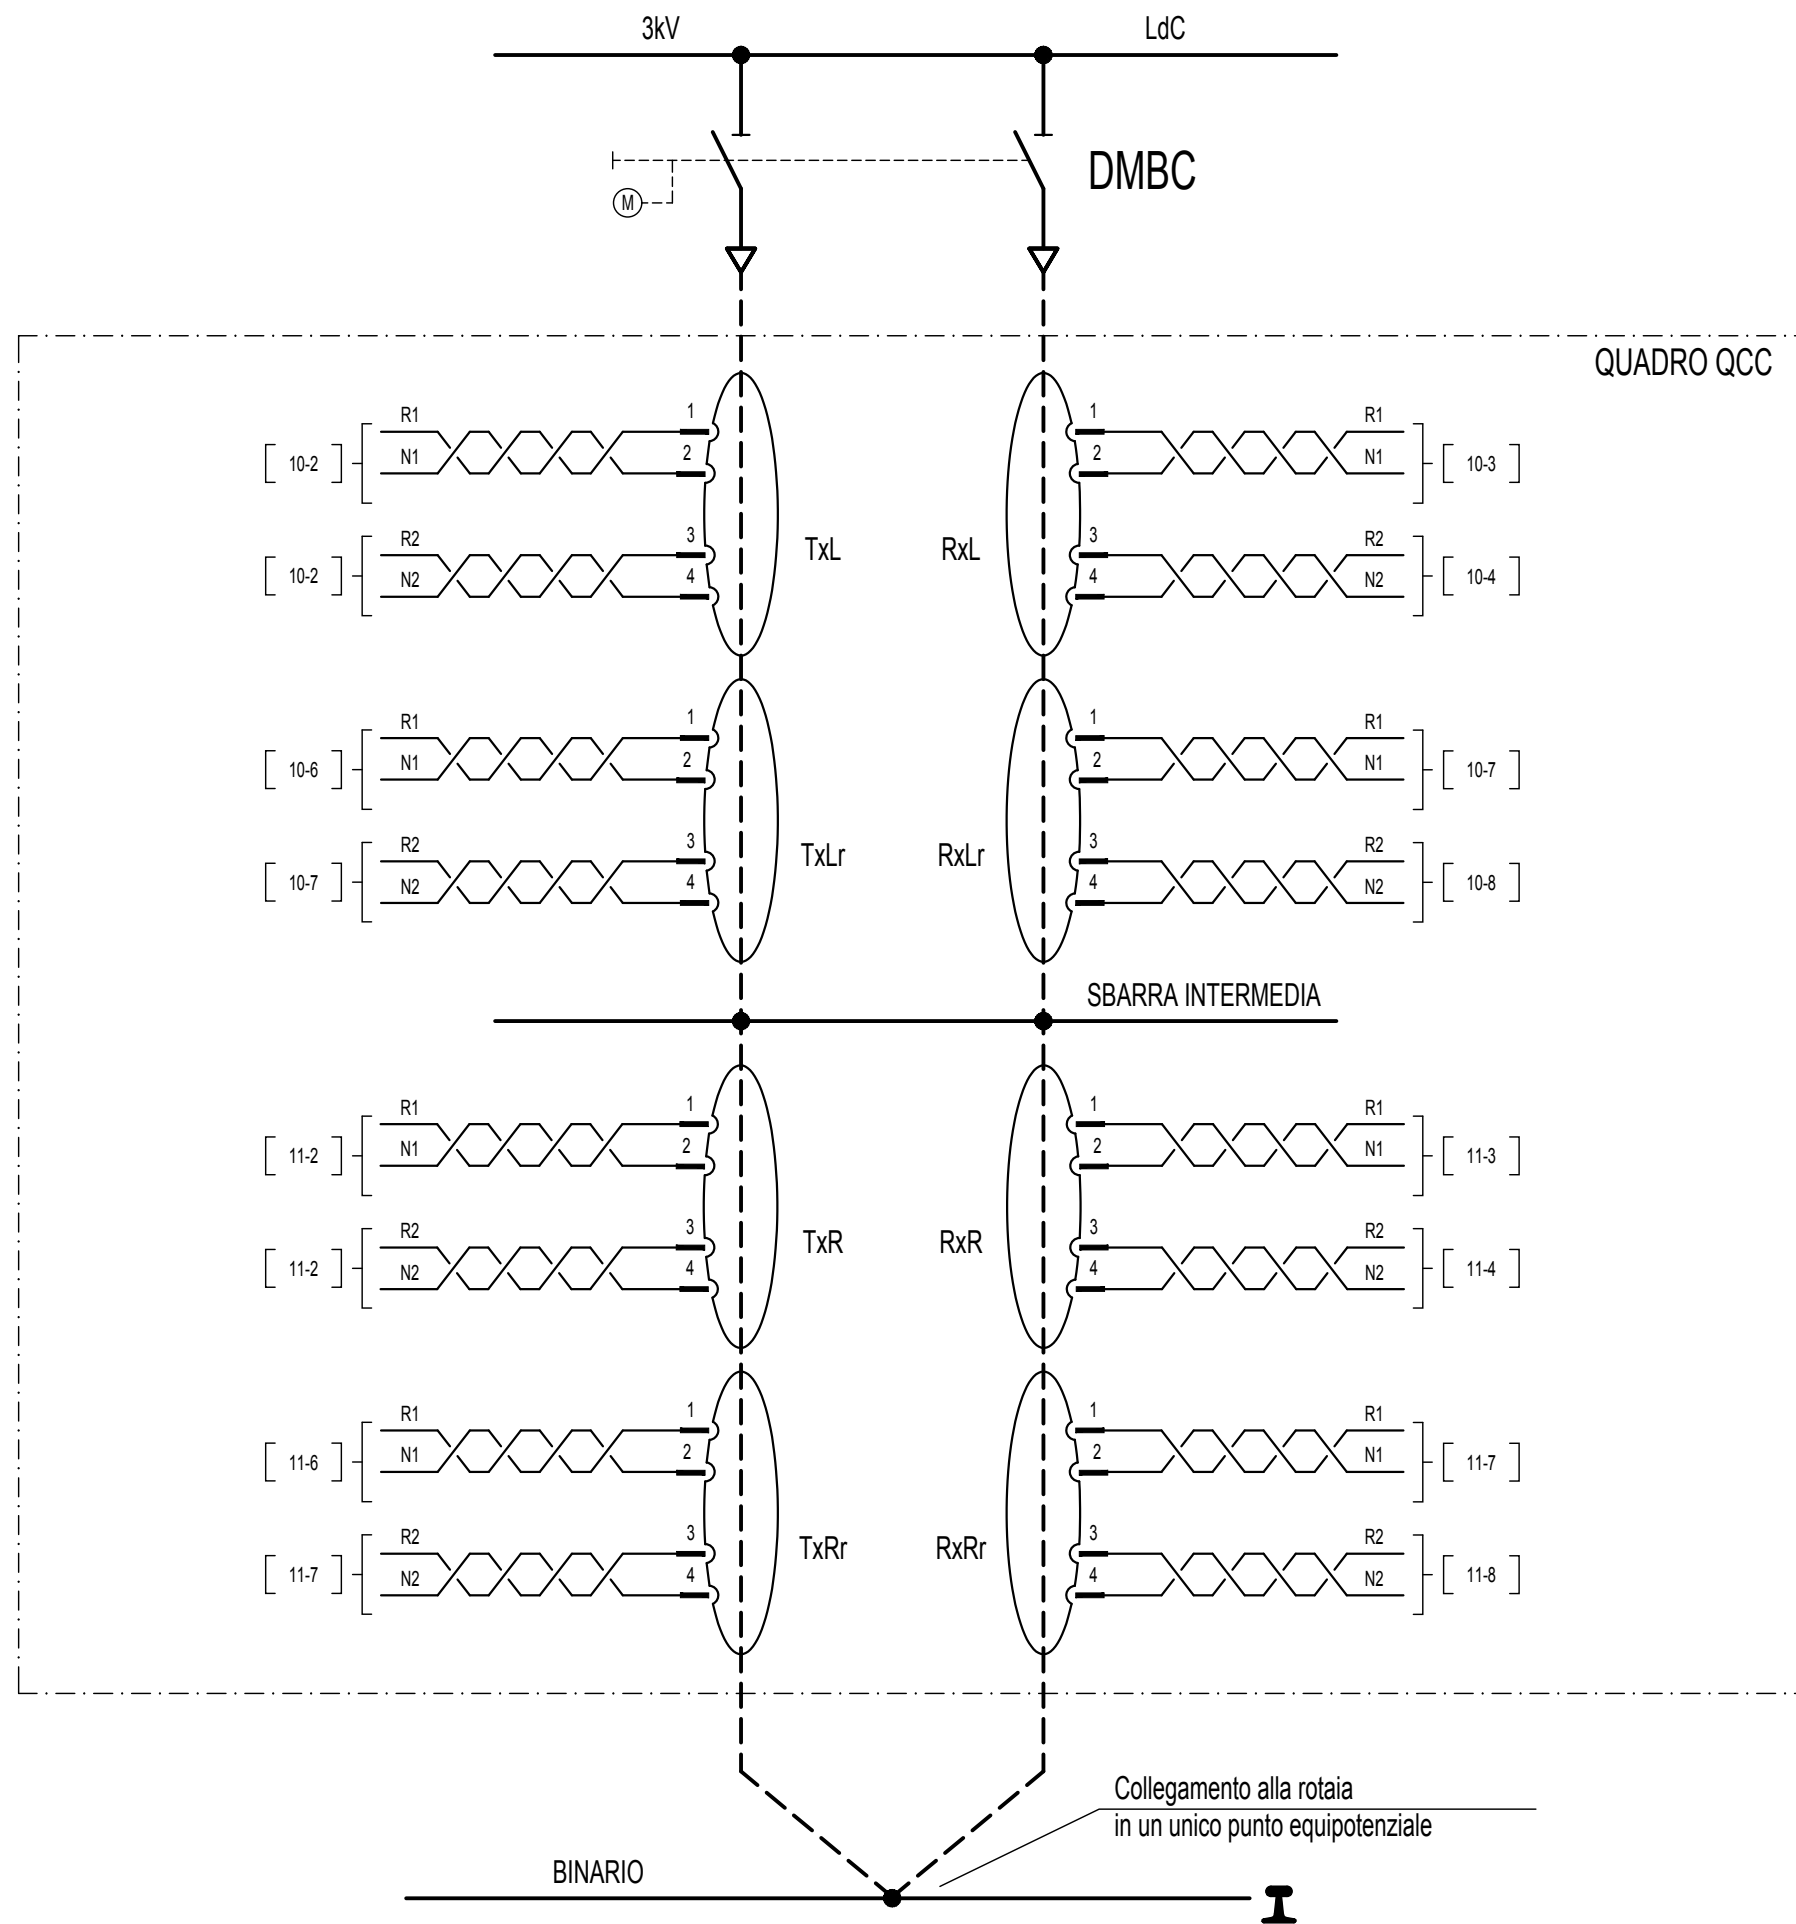 3kV LdC
DMBC
M
QUADRO QCC
R1 1 1 R1
10-2 N1 2 2 N1 10-3
R2 3 3 R2
TxL RxL
10-2 N2 4 4 N2 10-4
R1 1 1 R1
10-6 N1 2 2 N1 10-7
R2 3 3 R2
TxLr RxLr
10-7 N2 4 4 N2 10-8
SBARRA INTERMEDIA
R1 1 1 R1
11-2 N1 2 2 N1 11-3
R2 3 3 R2
TxR RxR
11-2 N2 4 4 N2 11-4
R1 1 1 R1
11-6 N1 2 2 N1 11-7
R2 3 3 R2
TxRr RxRr
11-7 N2 4 4 N2 11-8
Collegamento alla rotaia
in un unico punto equipotenziale
BINARIO